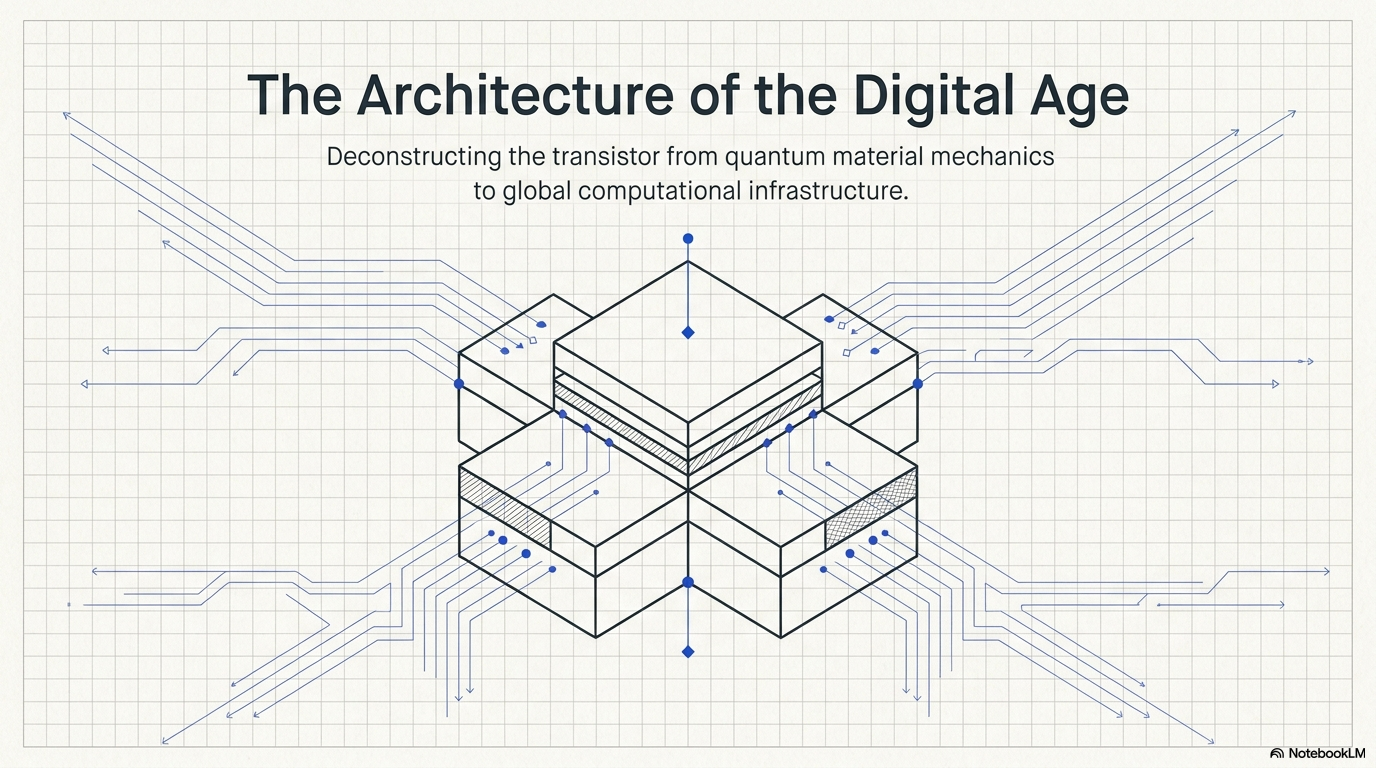 The Architecture of the Digital Age
Deconstructing the transistor from quantum material mechanics
to global computational infrastructure.
NotebookLM